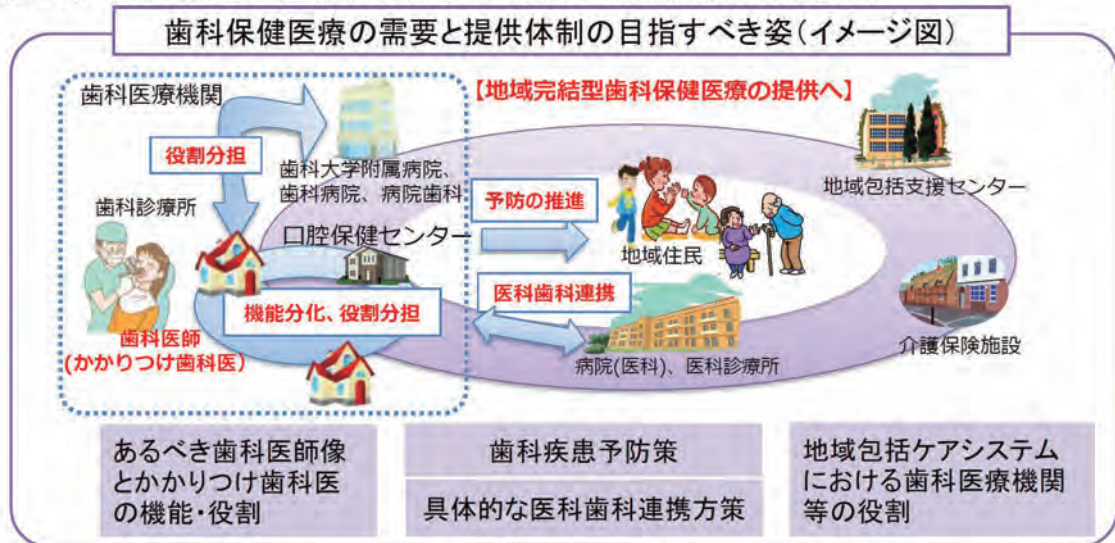 歯科保健医療の需要と提供体制の目指すべき姿(イメージ図)
歯科医療機関
【地域完結型歯科保健医療の提供へ】
役割分担
歯科大学附属病院、
歯科病院、病院歯科
地域包括支援センター
歯科診療所
予防の推進
口腔保健センター
地域住民
医科歯科連携
機能分化、役割分担
歯科医師
(かかりつけ歯科医)
病院(医科)、医科診療所
介護保険施設
あるべき歯科医師像
とかかりつけ歯科医
の機能・役割
歯科疾患予防策
具体的な医科歯科連携方策
地域包括ケアシステム
における歯科医療機関
等の役割